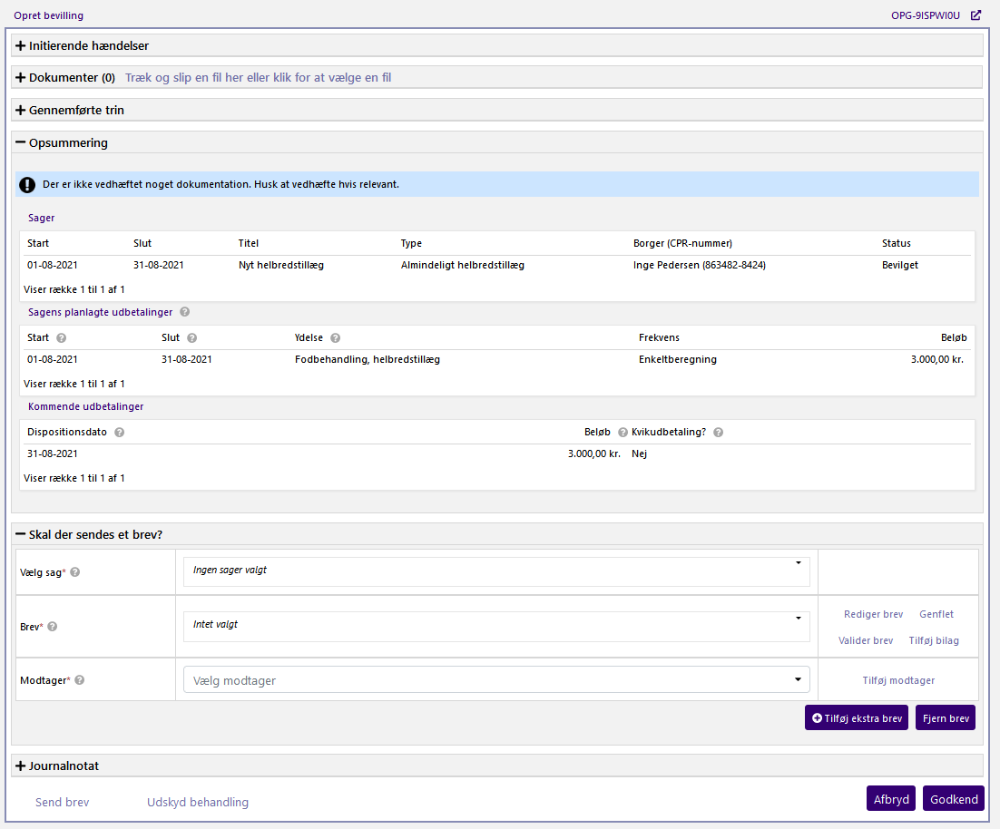 Opret bevilling OPG-9ISPWI0U
Initierende hændelser
Dokumenter (0) Træk og slip en fil her eller klik for at vælge en fil
Gennemførte trin
Opsummering
Der er ikke vedhæftet noget dokumentation. Husk at vedhæfte hvis relevant.
Sager
Start Slut Titel Type Borger (CPR-nummer) Status
01-08-2021 31-08-2021 Nyt helbredstillæg Almindeligt helbredstillæg Inge Pedersen (863482-8424) Bevilget
Viser række 1 til 1 af 1
Sagens planlagte udbetalinger ?
Start ? Slut ? Ydelse ? Frekvens Beløb
01-08-2021 31-08-2021 Fodbehandling, helbredstillæg Enkeltberegning 3.000,00 kr.
Viser række 1 til 1 af 1
Kommende udbetalinger
Dispositionsdato ? Beløb ? Kvikudbetaling? ?
31-08-2021 3.000,00 kr. Nej
Viser række 1 til 1 af 1
Skal der sendes et brev?
Vælg sag* ? Ingen sager valgt
Brev* ? Intet valgt Rediger brev Genflet
Valider brev Tilføj bilag
Modtager* ? Vælg modtager Tilføj modtager
Tilføj ekstra brev Fjern brev
Journalnotat
Send brev Udskyd behandling Afbryd Godkend